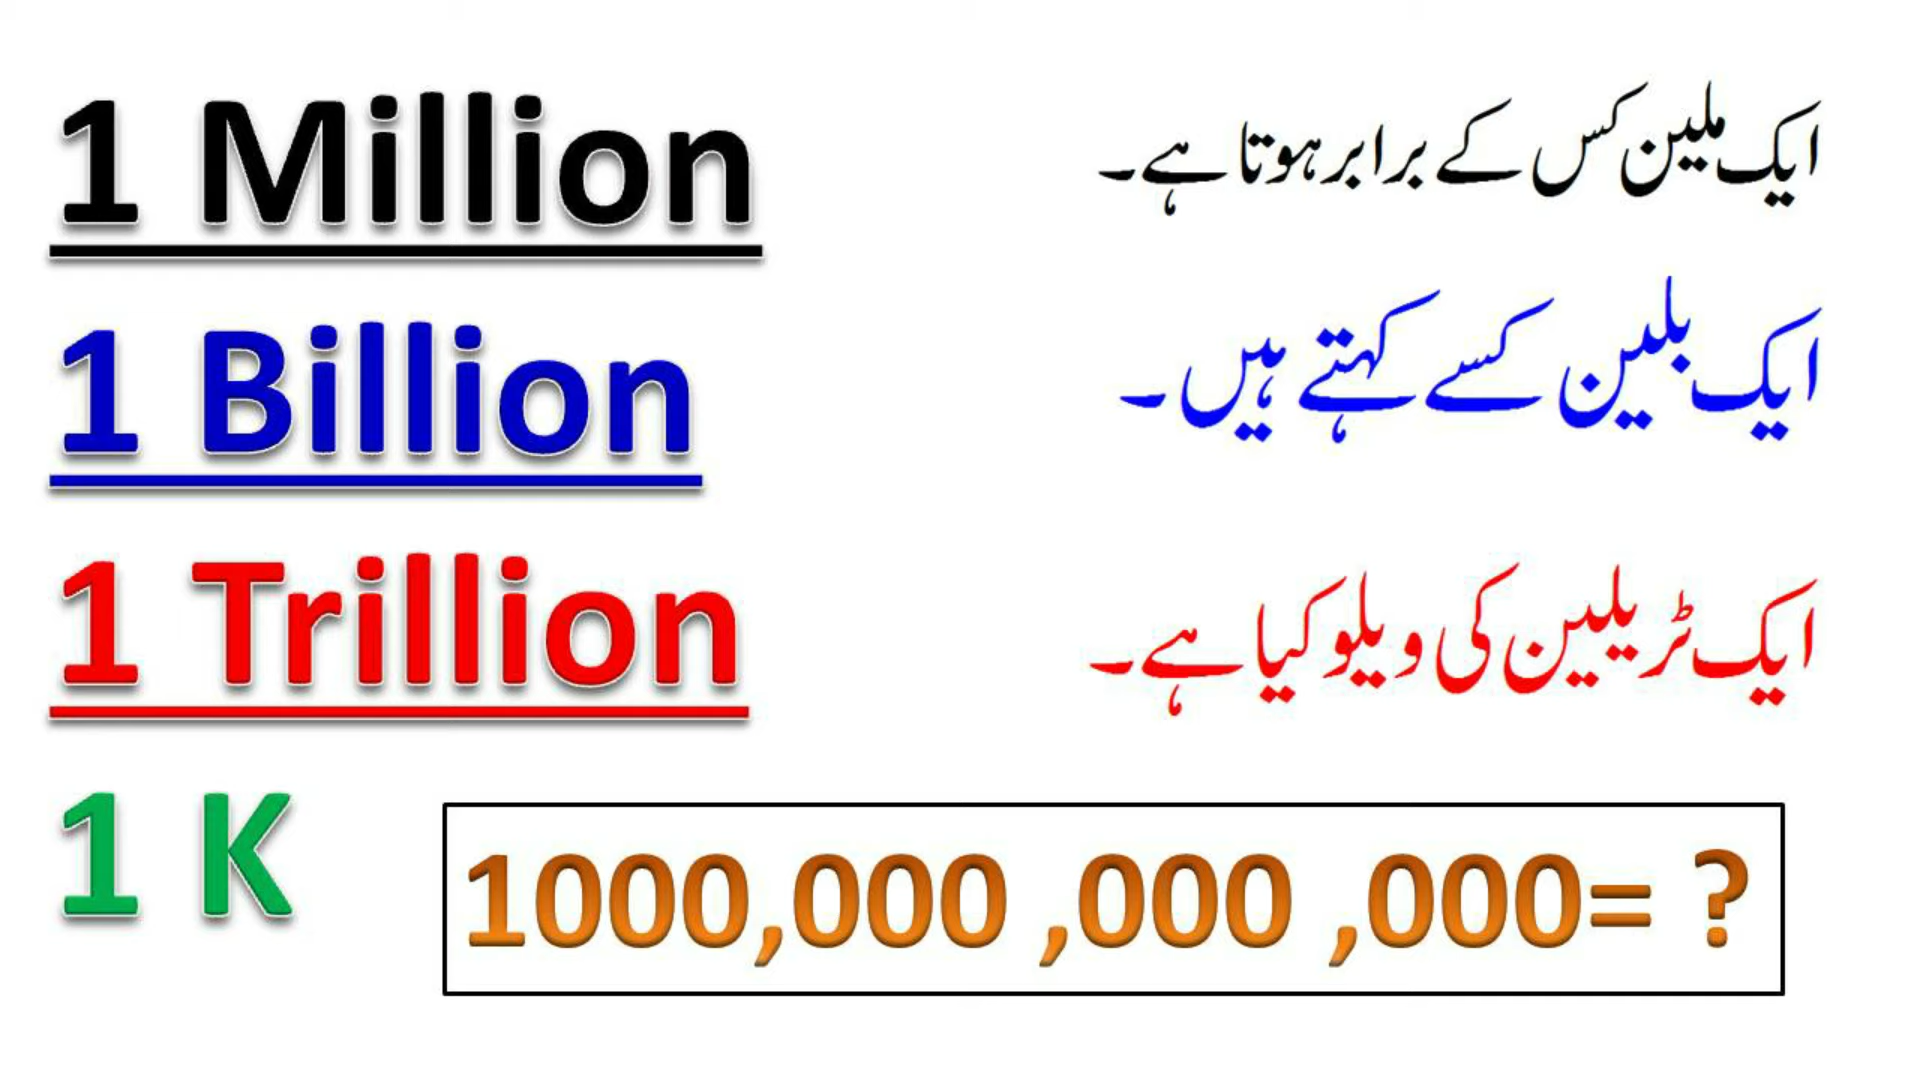 1 Million
ایک ملین کس کے برابر ہوتا ہے۔
1 Billion
ایک بلین کسے کہتے ہیں۔
1 Trillion
ایک ٹریلین کی ویلو کیا ہے۔
1 K
1000,000 ,000 ,000= ?